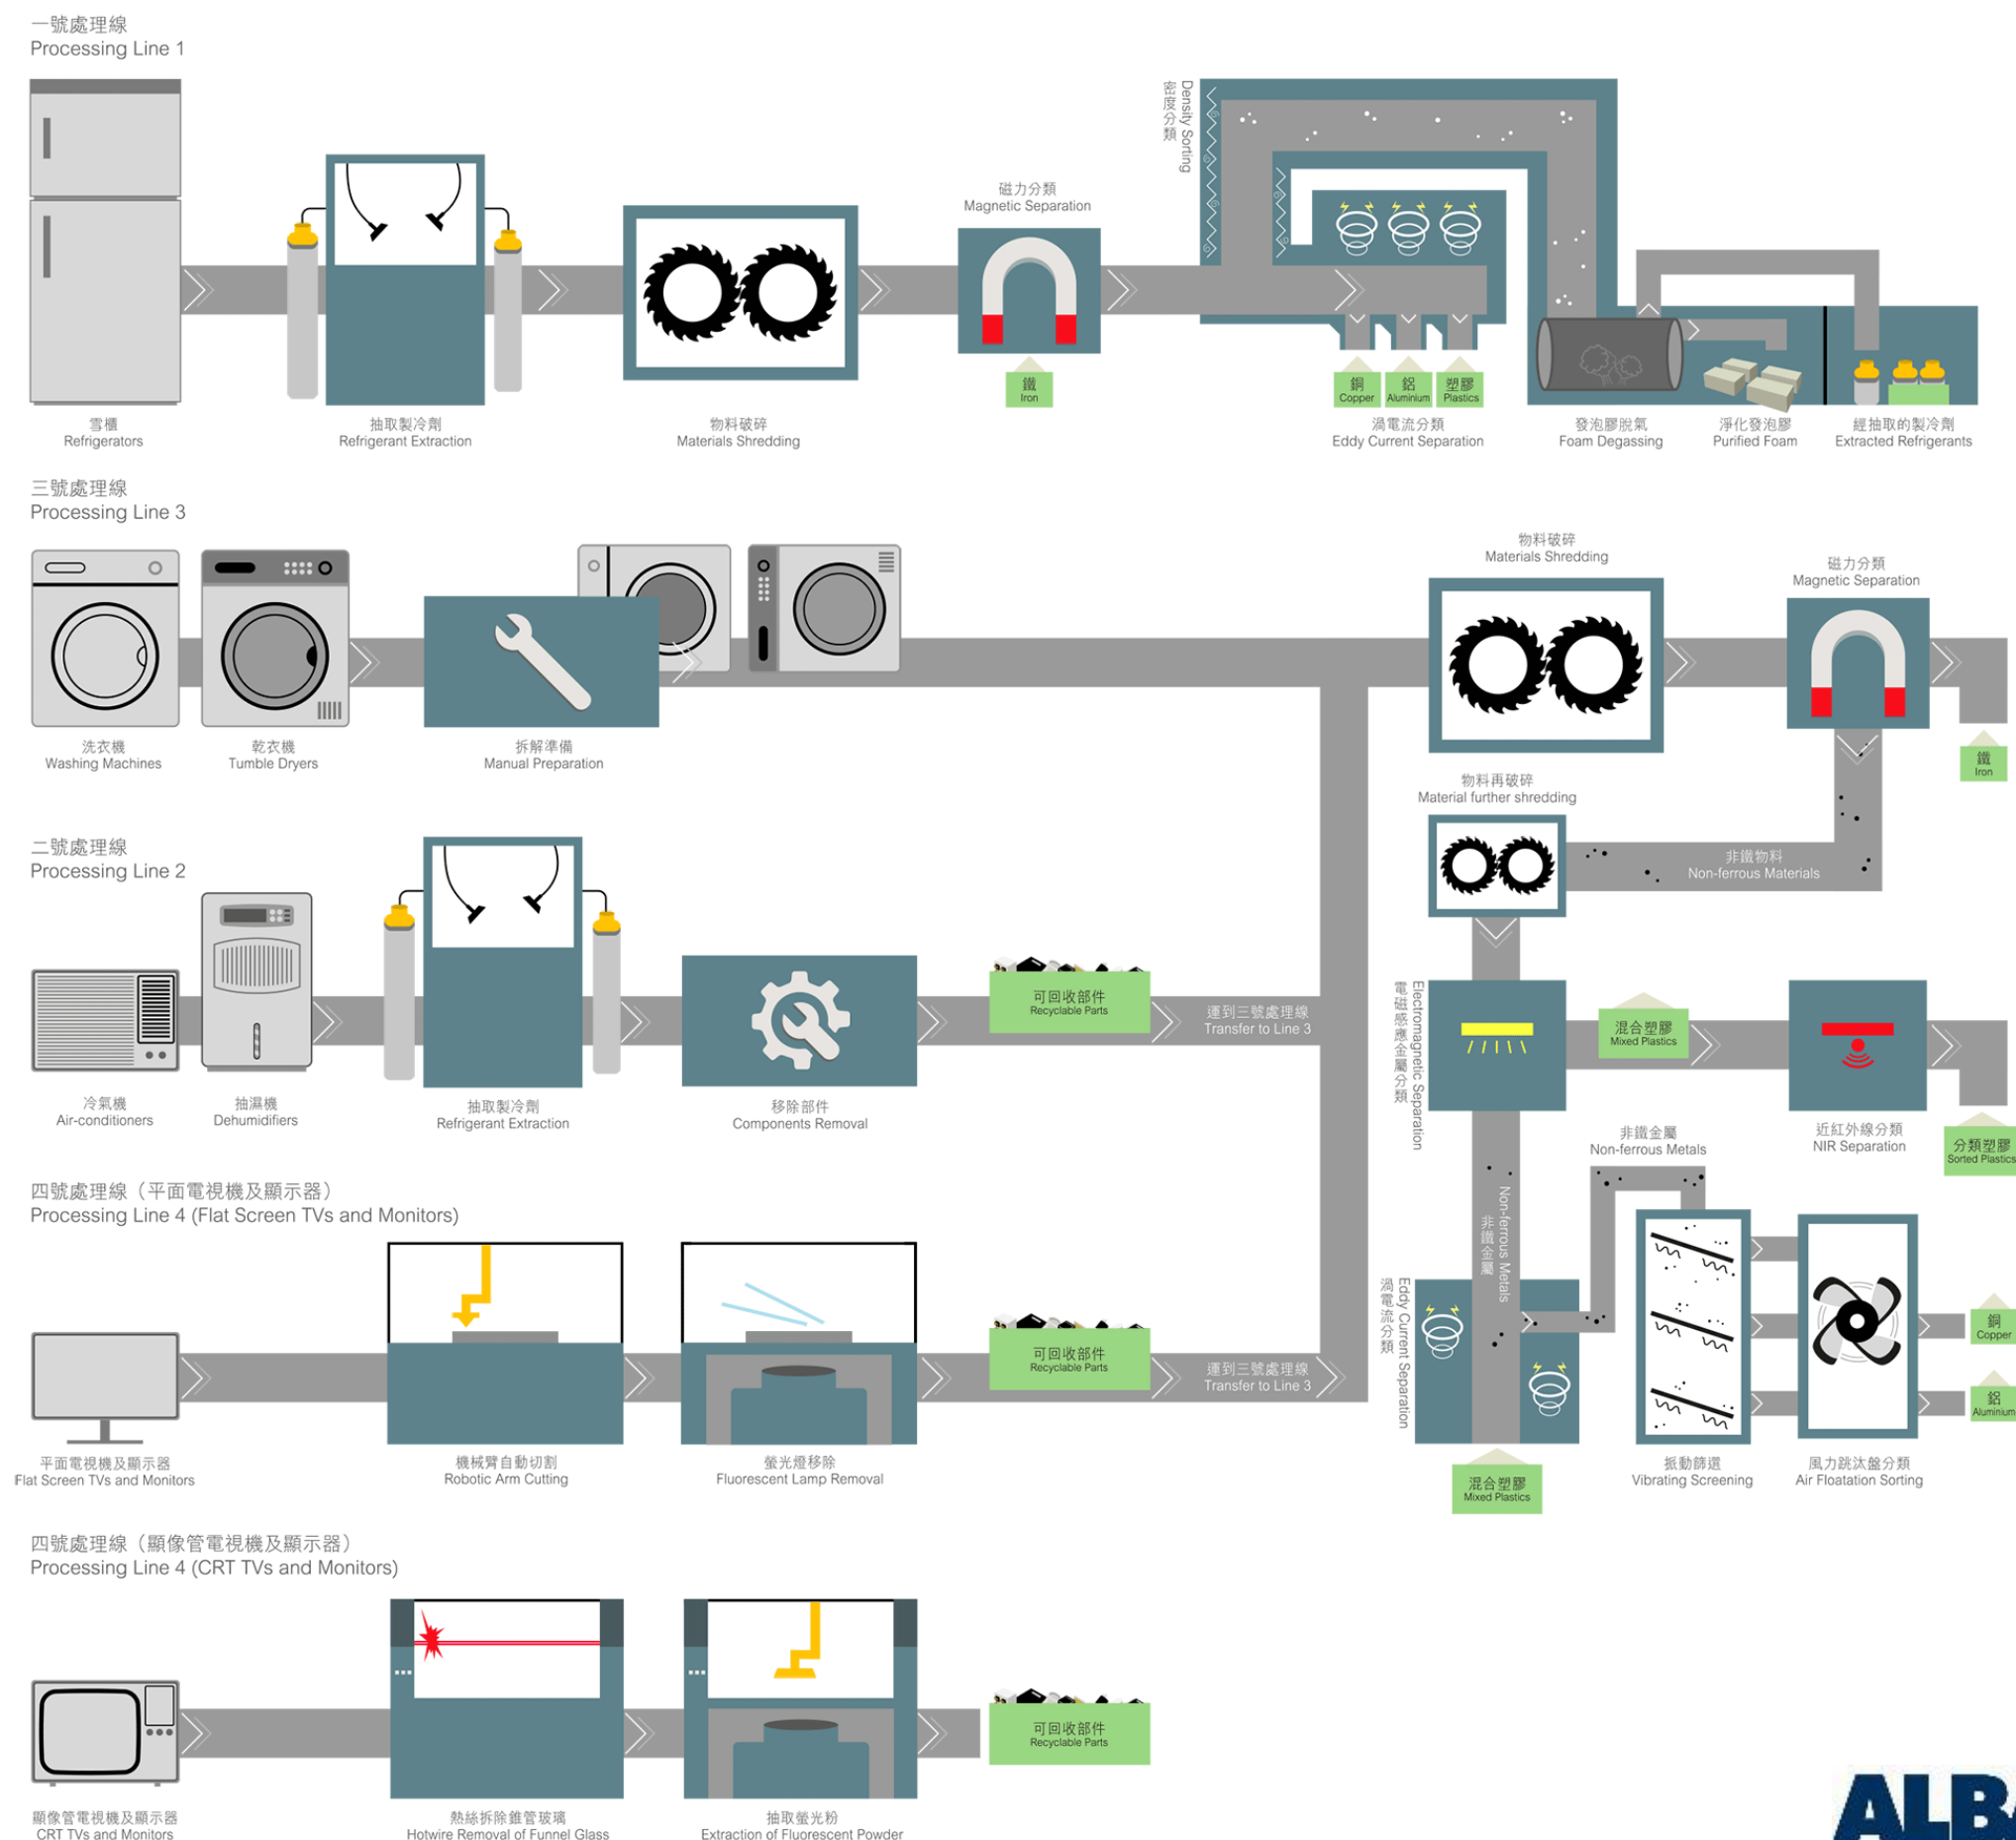 一號處理線
Processing Line 1
密度分類
Density Sorting
磁力分類
Magnetic Separation
鐵
Iron
銅
Copper
鋁
Aluminium
塑膠
Plastics
雪櫃
Refrigerators
抽取製冷劑
Refrigerant Extraction
物料破碎
Materials Shredding
渦電流分類
Eddy Current Separation
發泡膠脫氣
Foam Degassing
淨化發泡膠
Purified Foam
經抽取的製冷劑
Extracted Refrigerants
三號處理線
Processing Line 3
物料破碎
Materials Shredding
磁力分類
Magnetic Separation
洗衣機
Washing Machines
乾衣機
Tumble Dryers
拆解準備
Manual Preparation
鐵
Iron
物料再破碎
Material further shredding
非鐵物料
Non-ferrous Materials
二號處理線
Processing Line 2
可回收部件
Recyclable Parts
運到三號處理線
Transfer to Line 3
電磁感應金屬分類
Electromagnetic Separation
混合塑膠
Mixed Plastics
冷氣機
Air-conditioners
抽濕機
Dehumidifiers
抽取製冷劑
Refrigerant Extraction
移除部件
Components Removal
非鐵金屬
Non-ferrous Metals
近紅外線分類
NIR Separation
分類塑膠
Sorted Plastics
四號處理線（平面電視機及顯示器）
Processing Line 4 (Flat Screen TVs and Monitors)
非鐵金屬
Non-ferrous Metals
渦電流分類
Eddy Current Separation
可回收部件
Recyclable Parts
運到三號處理線
Transfer to Line 3
銅
Copper
鋁
Aluminium
平面電視機及顯示器
Flat Screen TVs and Monitors
機械臂自動切割
Robotic Arm Cutting
螢光燈移除
Fluorescent Lamp Removal
混合塑膠
Mixed Plastics
振動篩選
Vibrating Screening
風力跳汰盤分類
Air Floatation Sorting
四號處理線（顯像管電視機及顯示器）
Processing Line 4 (CRT TVs and Monitors)
可回收部件
Recyclable Parts
顯像管電視機及顯示器
CRT TVs and Monitors
熱絲拆除錐管玻璃
Hotwire Removal of Funnel Glass
抽取螢光粉
Extraction of Fluorescent Powder